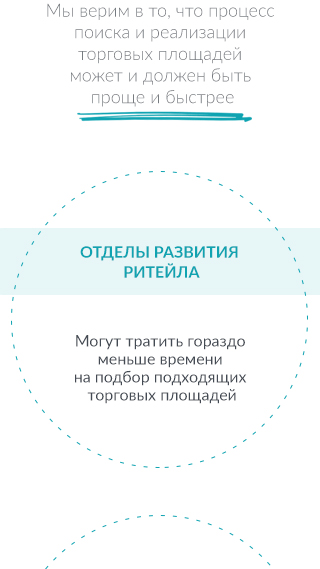 Мы верим в то, что процесс
поиска и реализации
торговых площадей
может и должен быть
проще и быстрее
ОТДЕЛЫ РАЗВИТИЯ
РИТЕЙЛА
Могут тратить гораздо
меньше времени
на подбор подходящих
торговых площадей